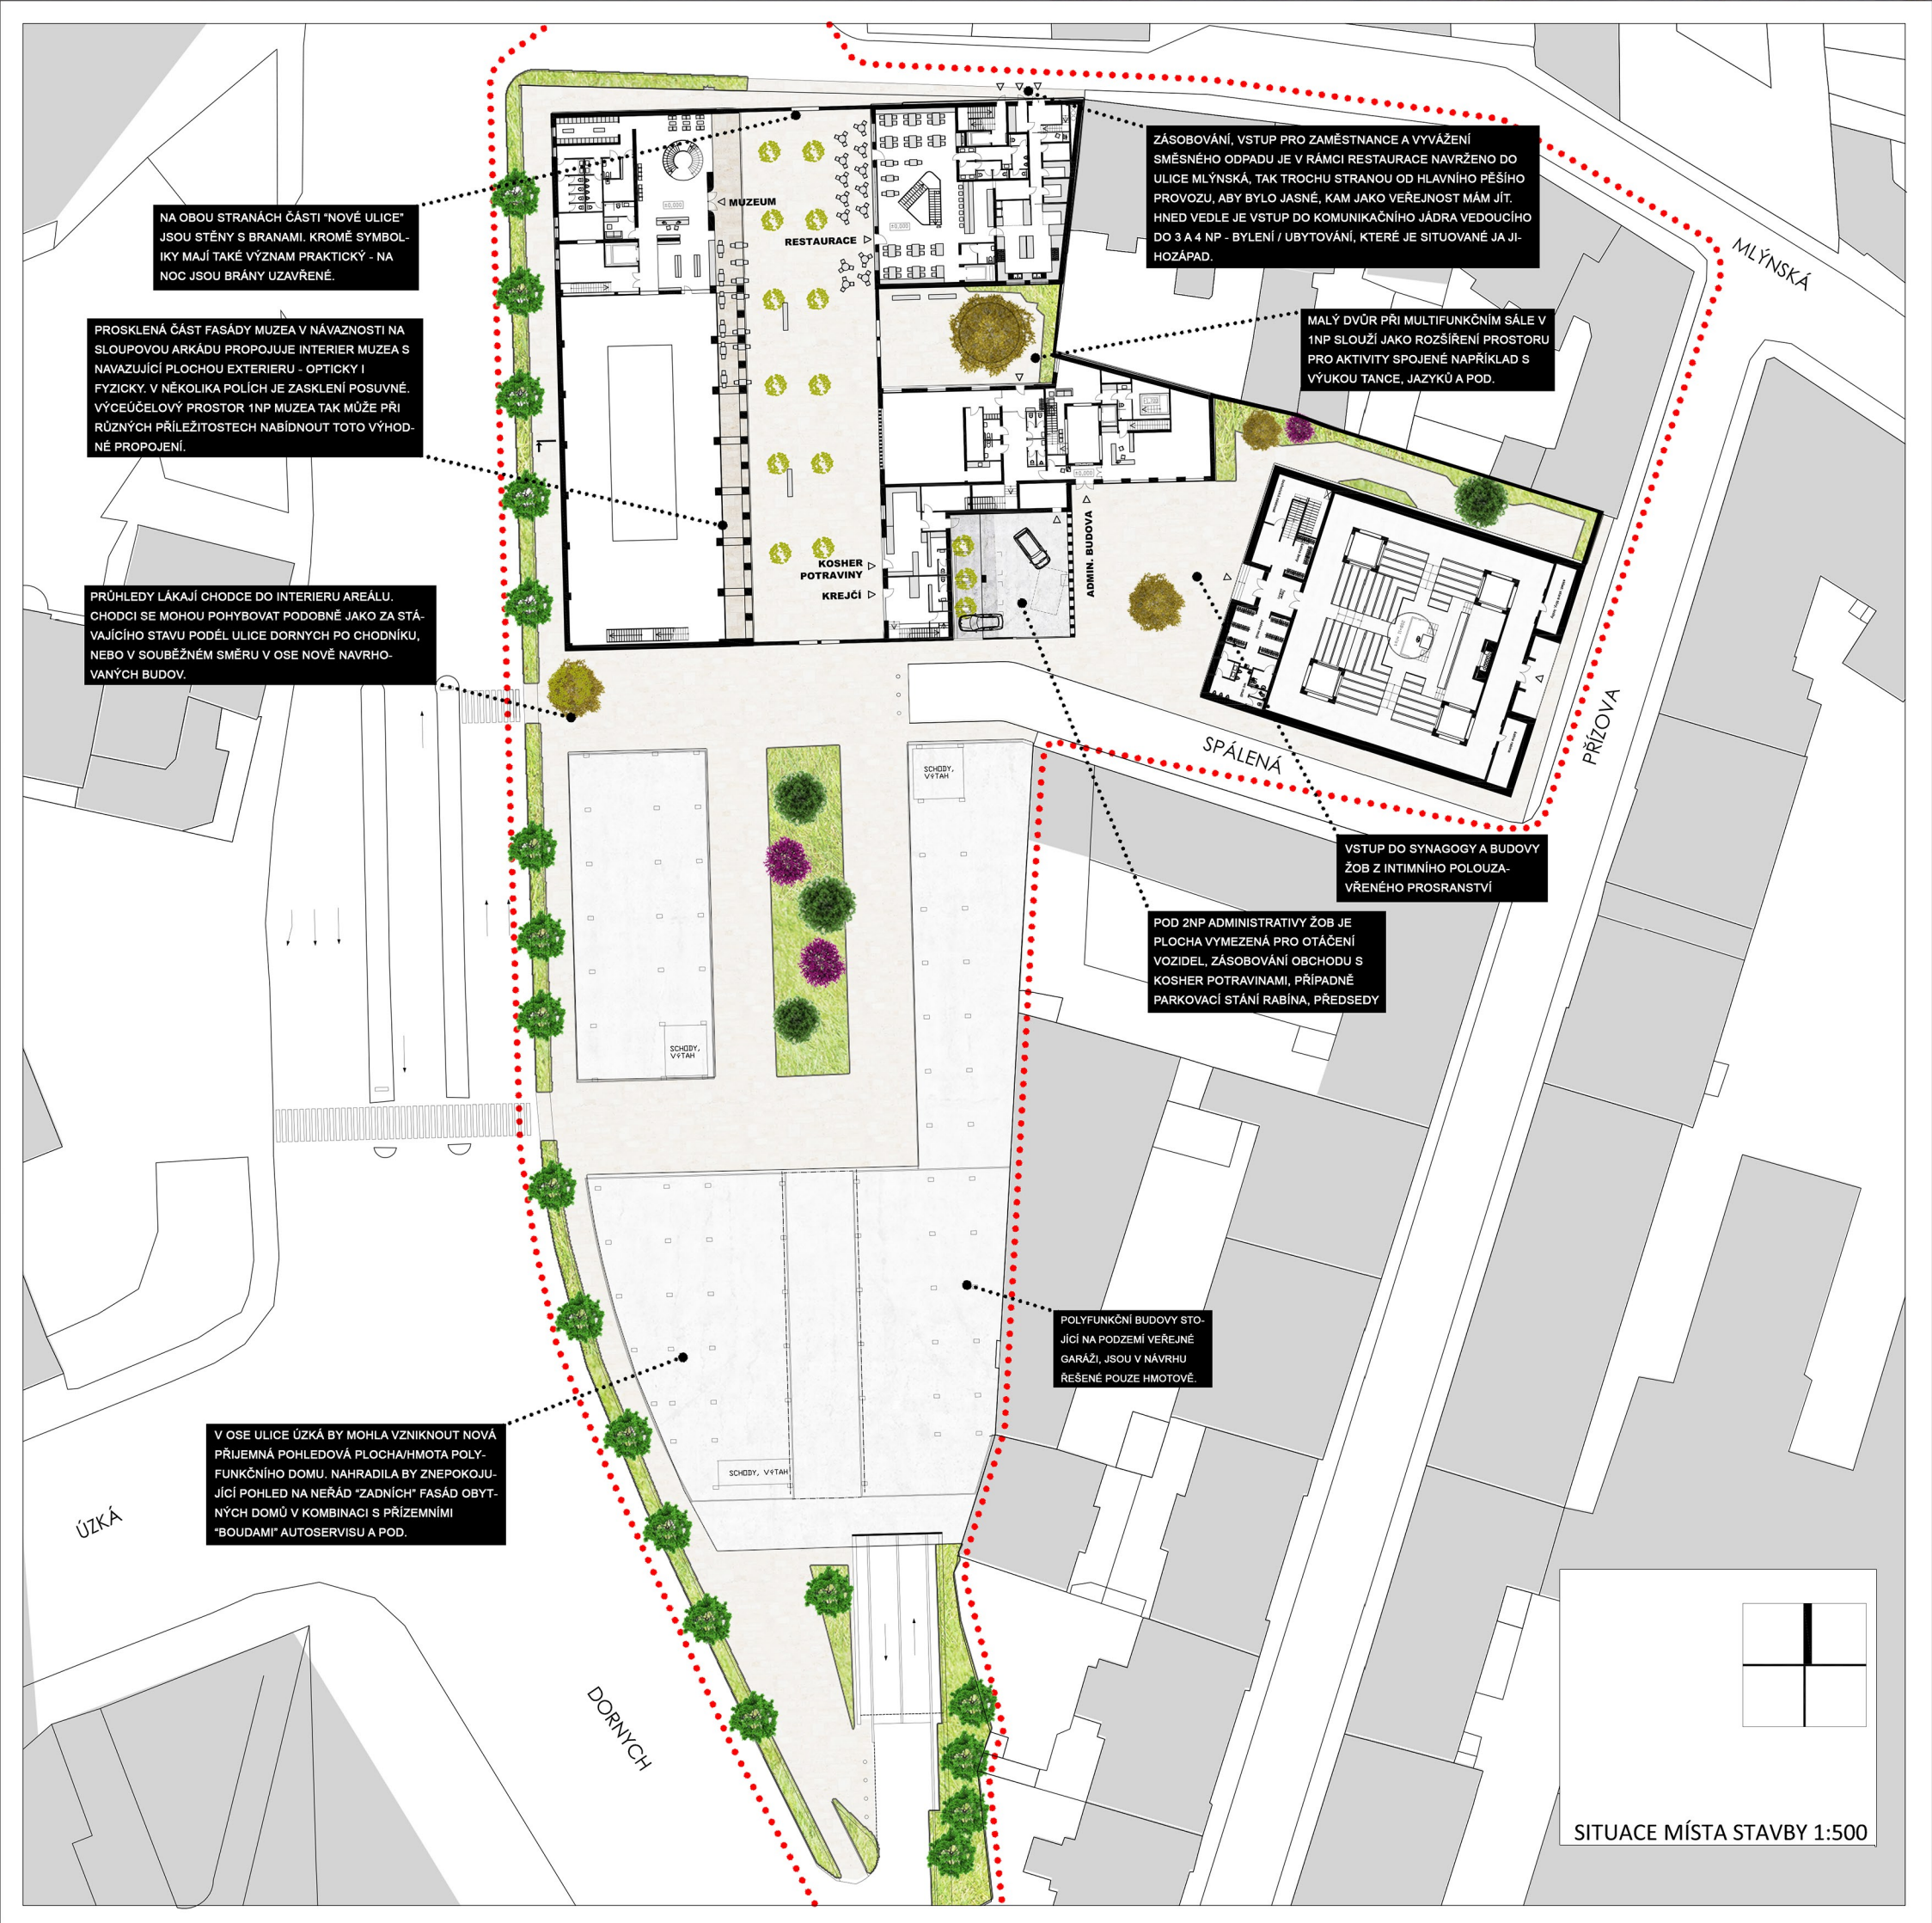 ZÁSOBOVÁNÍ, VSTUP PRO ZAMĚSTNANCE A VYVÁŽENÍ
SMĚSNÉHO ODPADU JE V RÁMCI RESTAURACE NAVRŽENO DO
ULICE MLÝNSKÁ, TAK TROCHU STRANOU OD HLAVNÍHO PĚŠÍHO
PROVOZU, ABY BYLO JASNÉ, KAM JAKO VEŘEJNOST MÁM JÍT.
HNED VEDLE JE VSTUP DO KOMUNIKAČNÍHO JÁDRA VEDOUCÍHO
DO 3 A 4 NP - BYLENÍ / UBYTOVÁNÍ, KTERÉ JE SITUOVANÉ JA JI-
HOZÁPAD.
NA OBOU STRANÁCH ČÁSTI “NOVÉ ULICE”
JSOU STĚNY S BRANAMI. KROMĚ SYMBOL-
IKY MAJÍ TAKÉ VÝZNAM PRAKTICKÝ - NA
NOC JSOU BRÁNY UZAVŘENÉ.
MUZEUM
RESTAURACE
±0,000
±0,000
MLÝNSKÁ
PROSKLENÁ ČÁST FASÁDY MUZEA V NÁVAZNOSTI NA
SLOUPOVOU ARKÁDU PROPOJUJE INTERIER MUZEA S
NAVAZUJÍCÍ PLOCHOU EXTERIERU - OPTICKY I
FYZICKY. V NĚKOLIKA POLÍCH JE ZASKLENÍ POSUVNÉ.
VÝCEÚČELOVÝ PROSTOR 1NP MUZEA TAK MŮŽE PŘI
RŮZNÝCH PŘÍLEŽITOSTECH NABÍDNOUT TOTO VÝHOD-
NÉ PROPOJENÍ.
MALÝ DVŮR PŘI MULTIFUNKČNÍM SÁLE V
1NP SLOUŽÍ JAKO ROZŠÍŘENÍ PROSTORU
PRO AKTIVITY SPOJENÉ NAPŘÍKLAD S
VÝUKOU TANCE, JAZYKŮ A POD.
±0,000
ADMIN. BUDOVA
KOSHER
POTRAVINY
KREJČÍ
PRŮHLEDY LÁKAJÍ CHODCE DO INTERIERU AREÁLU.
CHODCI SE MOHOU POHYBOVAT PODOBNĚ JAKO ZA STÁ-
VAJÍCÍHO STAVU PODÉL ULICE DORNYCH PO CHODNÍKU,
NEBO V SOUBĚŽNÉM SMĚRU V OSE NOVĚ NAVRHO-
VANÝCH BUDOV.
SPÁLENÁ
PŘÍZOVA
SCHODY,
VÝTAH
VSTUP DO SYNAGOGY A BUDOVY
ŽOB Z INTIMNÍHO POLOUZA-
VŘENÉHO PROSRANSTVÍ
POD 2NP ADMINISTRATIVY ŽOB JE
PLOCHA VYMEZENÁ PRO OTÁČENÍ
VOZIDEL, ZÁSOBOVÁNÍ OBCHODU S
KOSHER POTRAVINAMI, PŘÍPADNĚ
PARKOVACÍ STÁNÍ RABÍNA, PŘEDSEDY
SCHODY,
VÝTAH
POLYFUNKČNÍ BUDOVY STO-
JÍCÍ NA PODZEMÍ VEŘEJNÉ
GARÁŽI, JSOU V NÁVRHU
ŘEŠENÉ POUZE HMOTOVĚ.
V OSE ULICE ÚZKÁ BY MOHLA VZNIKNOUT NOVÁ
PŘIJEMNÁ POHLEDOVÁ PLOCHA/HMOTA POLY-
FUNKČNÍHO DOMU. NAHRADILA BY ZNEPOKOJU-
JÍCÍ POHLED NA NEŘÁD “ZADNÍCH” FASÁD OBYT-
NÝCH DOMŮ V KOMBINACI S PŘÍZEMNÍMI
“BOUDAMI” AUTOSERVISU A POD.
SCHODY, VÝTAH
ÚZKÁ
DORNYCH
SITUACE MÍSTA STAVBY 1:500